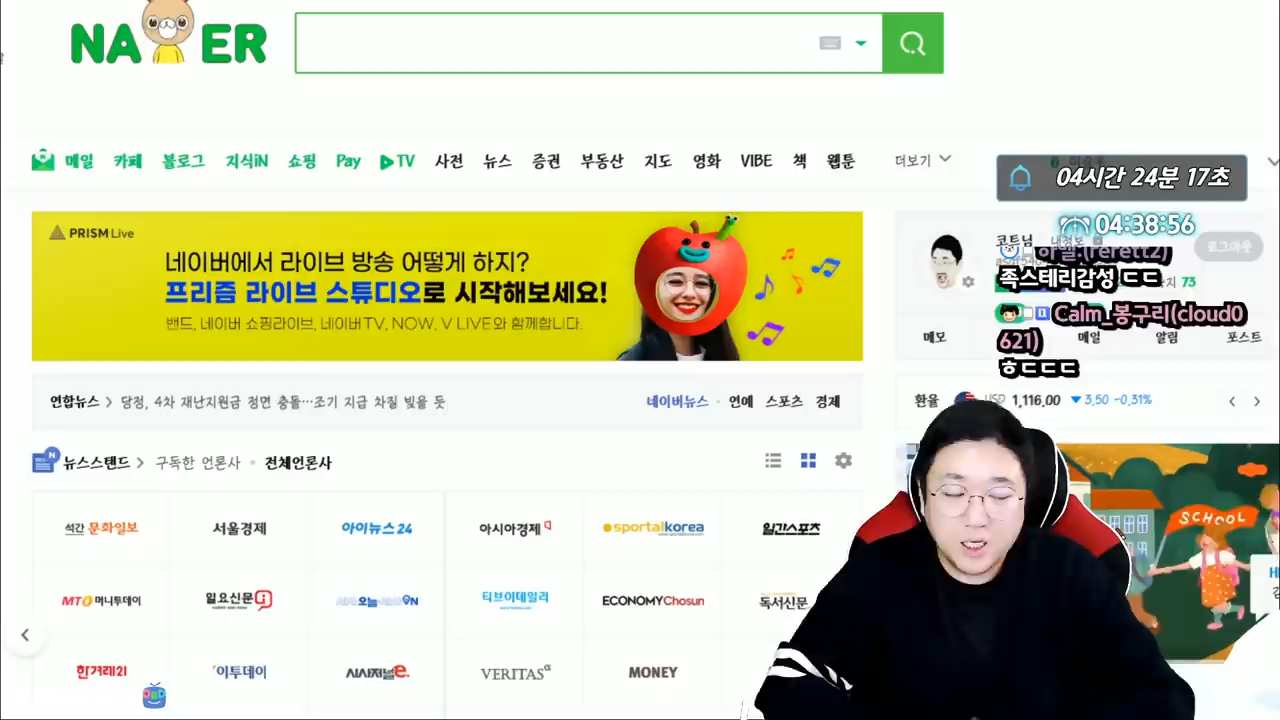 NA ER
메일 카페 블로그 지식iN 쇼핑 Pay TV 사전 뉴스 증권 부동산 지도 영화 VIBE 책 웹툰 더보기
04시간 24분 17초
04:38:56
PRISM Live
네이버에서 라이브 방송 어떻게 하지?
프리즘 라이브 스튜디오로 시작해보세요!
밴드, 네이버 쇼핑라이브, 네이버TV, NOW, V LIVE와 함께합니다.
코트님 로그아웃
하벨.(rerett2)
족스테리감성 ㄷㄷ
73
Calm_봉구리(cloud0
621)
ㅎㄷㄷㄷ
메모 메일 알림 포스트
연합뉴스 당정, 4차 재난지원금 정면 충돌…조기 지급 차질 빚을 듯
네이버뉴스 연예 스포츠 경제
환율 USD 1,116.00 ▼3.50 -0.31%
뉴스스탠드 구독한 언론사 전체언론사
석간 문화일보 서울경제 아이뉴스24 아시아경제 sportalkorea 일간스포츠
MTO 머니투데이 일요신문 티브이데일리 ECONOMYChosun 독서신문
한겨레21 이투데이 시사저널e. VERITASα MONEY
SCHOOL